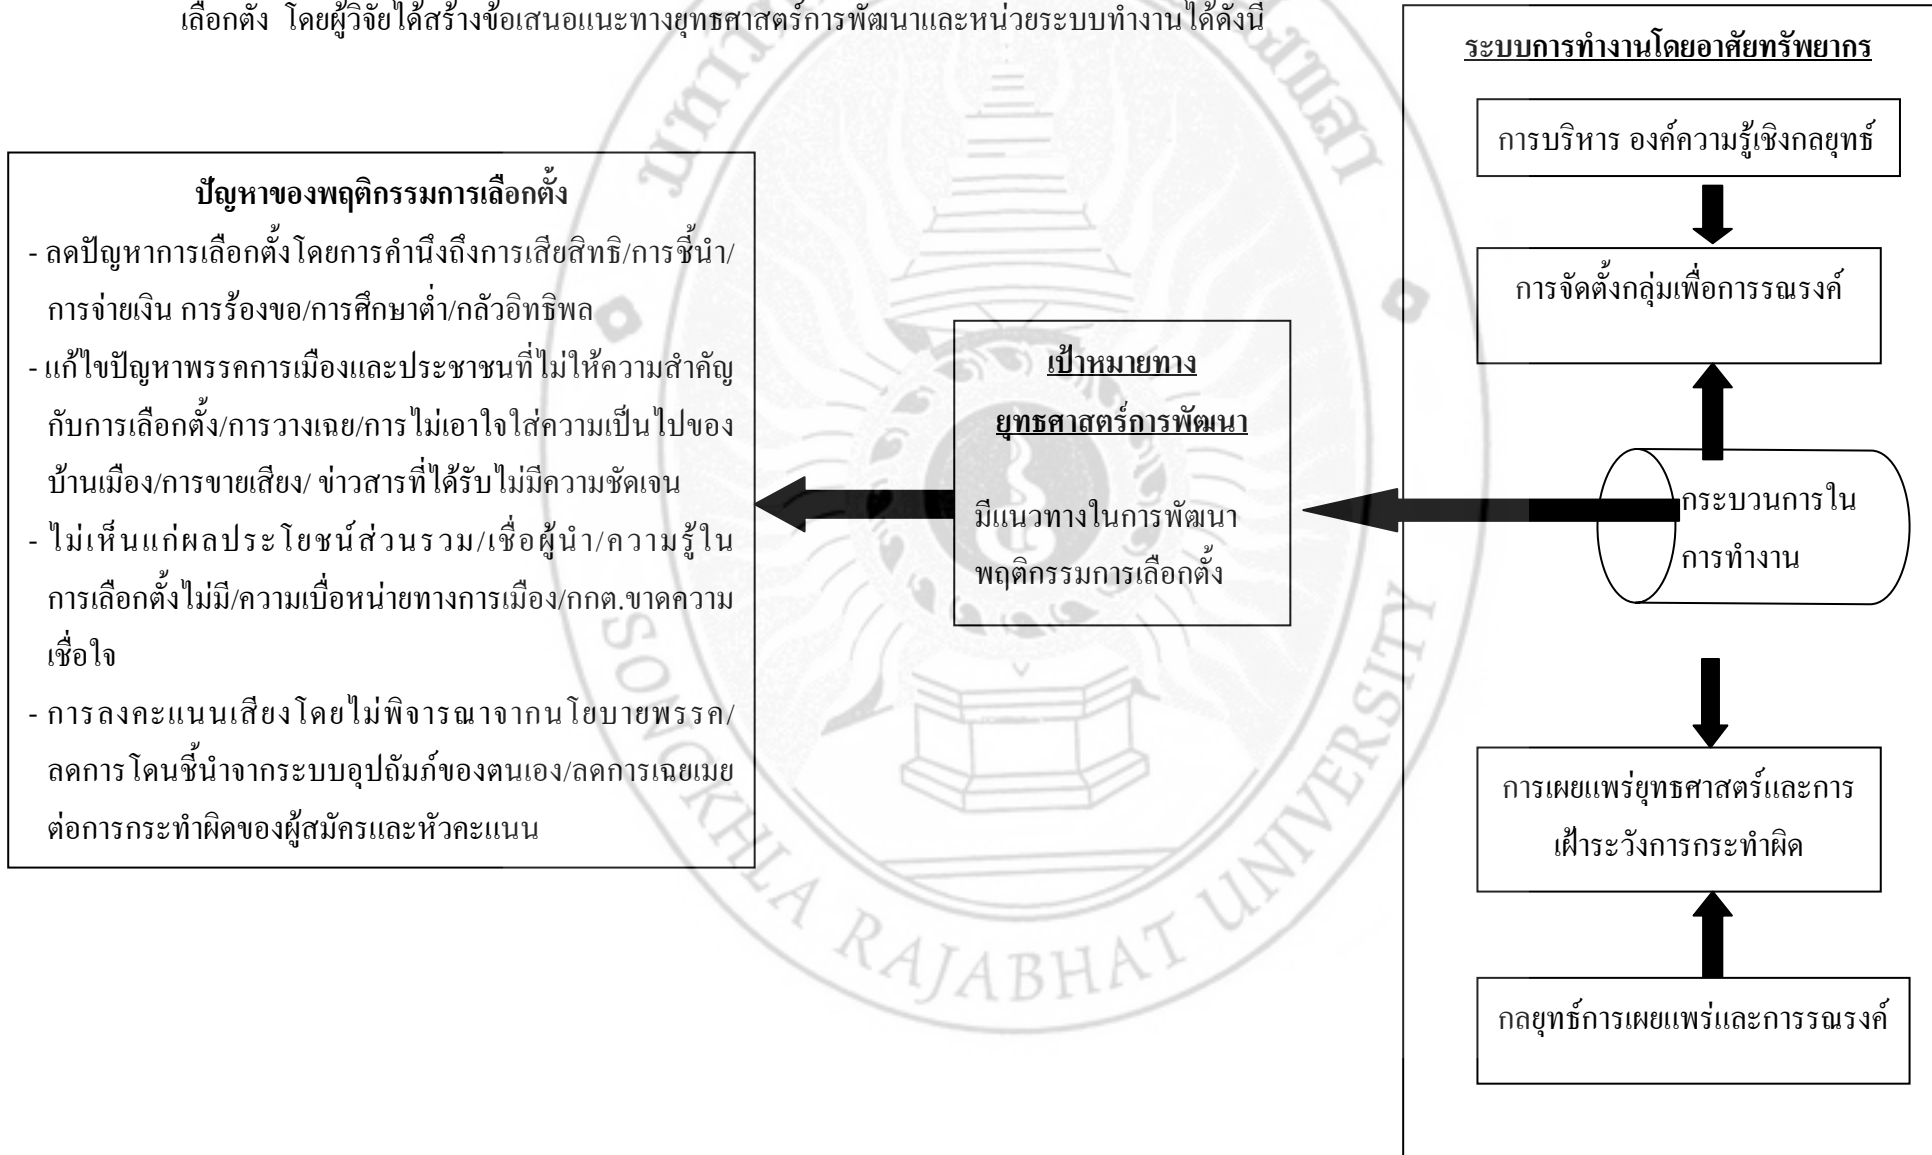 เลือกตั้ง โดยผู้วิจัยได้สร้างข้อเสนอแนะทางยุทธศาสตร์การพัฒนาและหน่วยระบบทำงานได้ดังนี้
ปัญหาของพฤติกรรมการเลือกตั้ง
- ลดปัญหาการเลือกตั้งโดยการคำนึงถึงการเสียสิทธิ/การชี้นำ/
การจ่ายเงิน การร้องขอ/การศึกษาต่ำ/กลัวอิทธิพล
- แก้ไขปัญหาพรรคการเมืองและประชาชนที่ไม่ให้ความสำคัญ
กับการเลือกตั้ง/การวางเฉย/การไม่เอาใจใส่ความเป็นไปของ
บ้านเมือง/การขายเสียง/ ข่าวสารที่ได้รับไม่มีความชัดเจน
- ไม่เห็นแก่ผลประโยชน์ส่วนรวม/เชื่อผู้นำ/ความรู้ใน
การเลือกตั้งไม่มี/ความเบื่อหน่ายทางการเมือง/กกต.ขาดความ
เชื่อใจ
- การลงคะแนนเสียงโดยไม่พิจารณาจากนโยบายพรรค/
ลดการโดนชี้นำจากระบบอุปถัมภ์ของตนเอง/ลดการเฉยเมย
ต่อการกระทำผิดของผู้สมัครและหัวคะแนน
เป้าหมายทาง
ยุทธศาสตร์การพัฒนา
มีแนวทางในการพัฒนา
พฤติกรรมการเลือกตั้ง
ระบบการทำงานโดยอาศัยทรัพยากร
การบริหาร องค์ความรู้เชิงกลยุทธ์
การจัดตั้งกลุ่มเพื่อการรณรงค์
กระบวนการใน
การทำงาน
การเผยแพร่ยุทธศาสตร์และการ
เฝ้าระวังการกระทำผิด
กลยุทธ์การเผยแพร่และการรณรงค์
SONGKHLA RAJABHAT UNIVERSITY